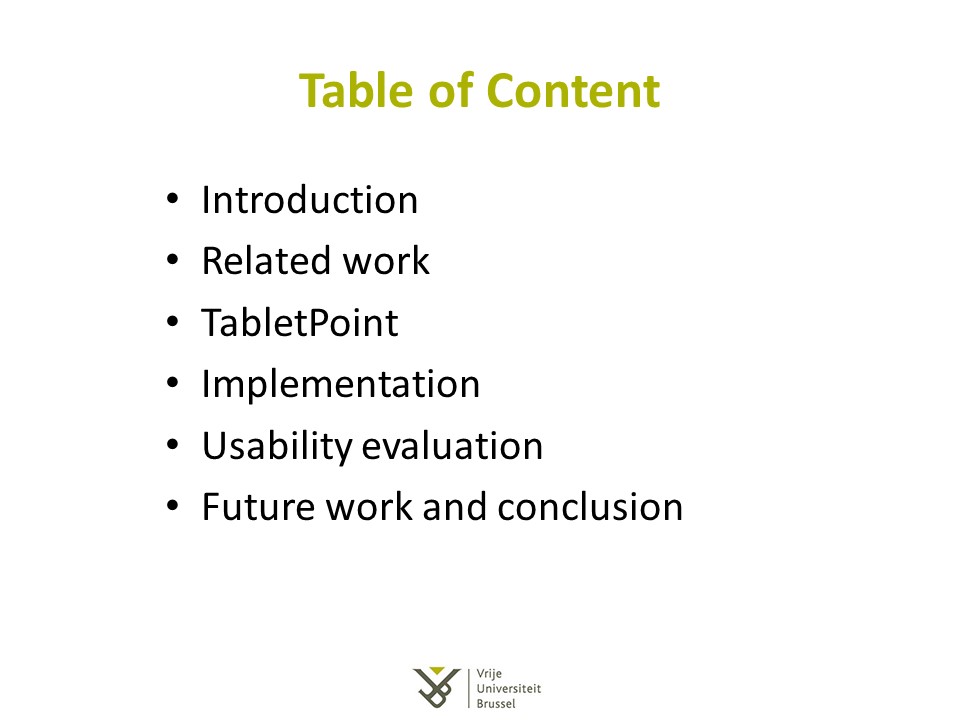 Table of Content
• Introduction
• Related work
• TabletPoint
• Implementation
• Usability evaluation
• Future work and conclusion
Vrije
Universiteit
Brussel